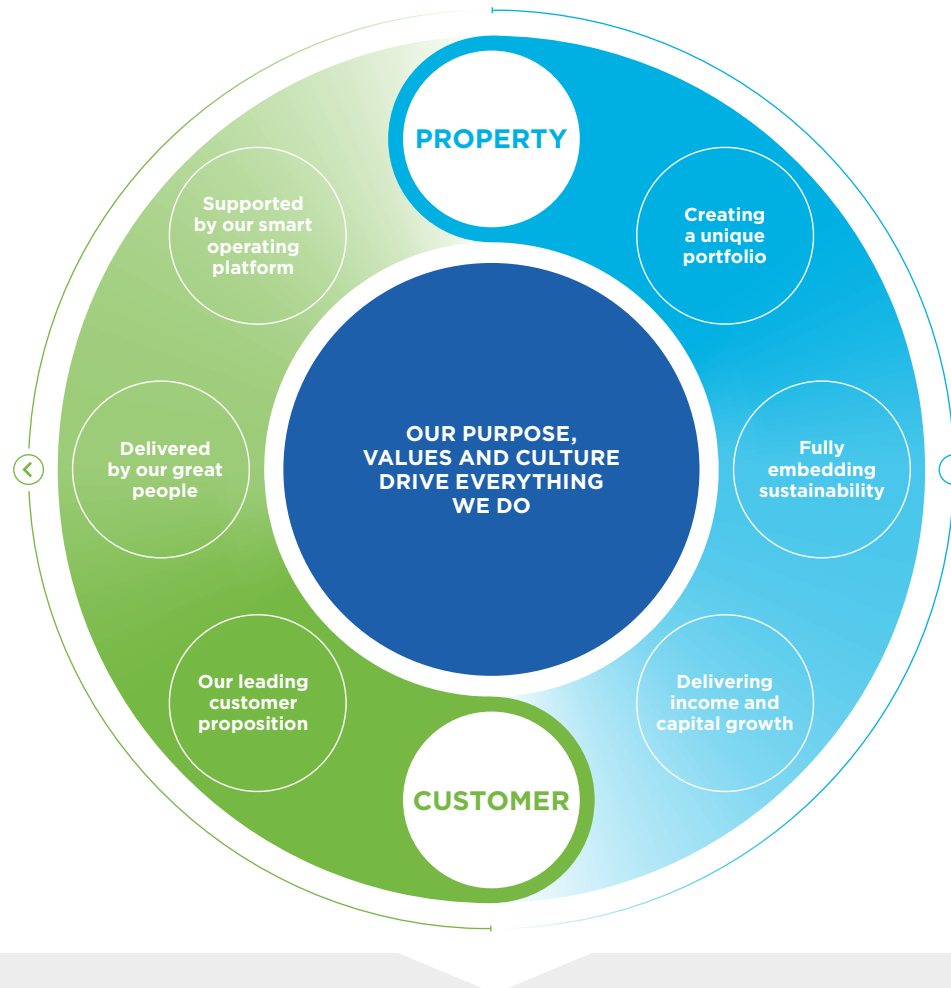 PROPERTY
Creating
a unique
portfolio
Fully
embedding
sustainability
Delivering
income and
capital growth
CUSTOMER
Our leading
customer
proposition
Delivered
by our great
people
Supported
by our smart
operating
platform
OUR PURPOSE,
VALUES AND CULTURE
DRIVE EVERYTHING
WE DO